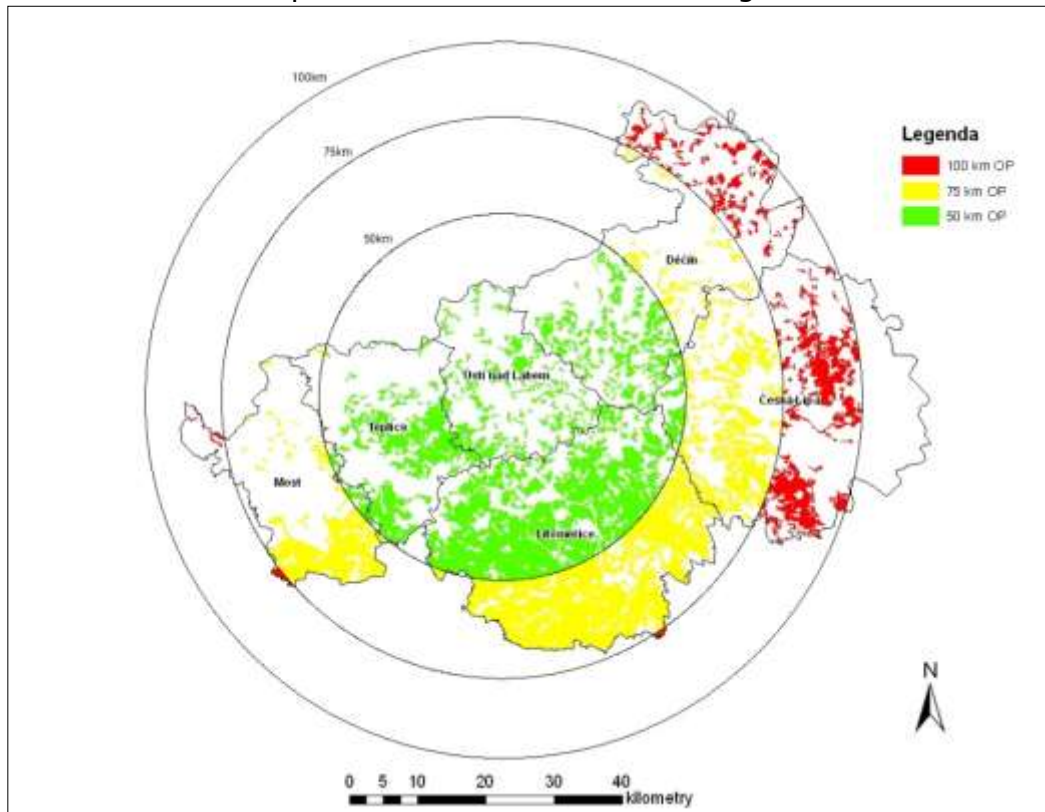 100km
75km
50km
Legenda
100 km OP
75 km OP
50 km OP
Děčín
Ústí nad Labem
Česká Lípa
Teplice
Most
Litoměřice
N
0 5 10 20 30 40
kilometry